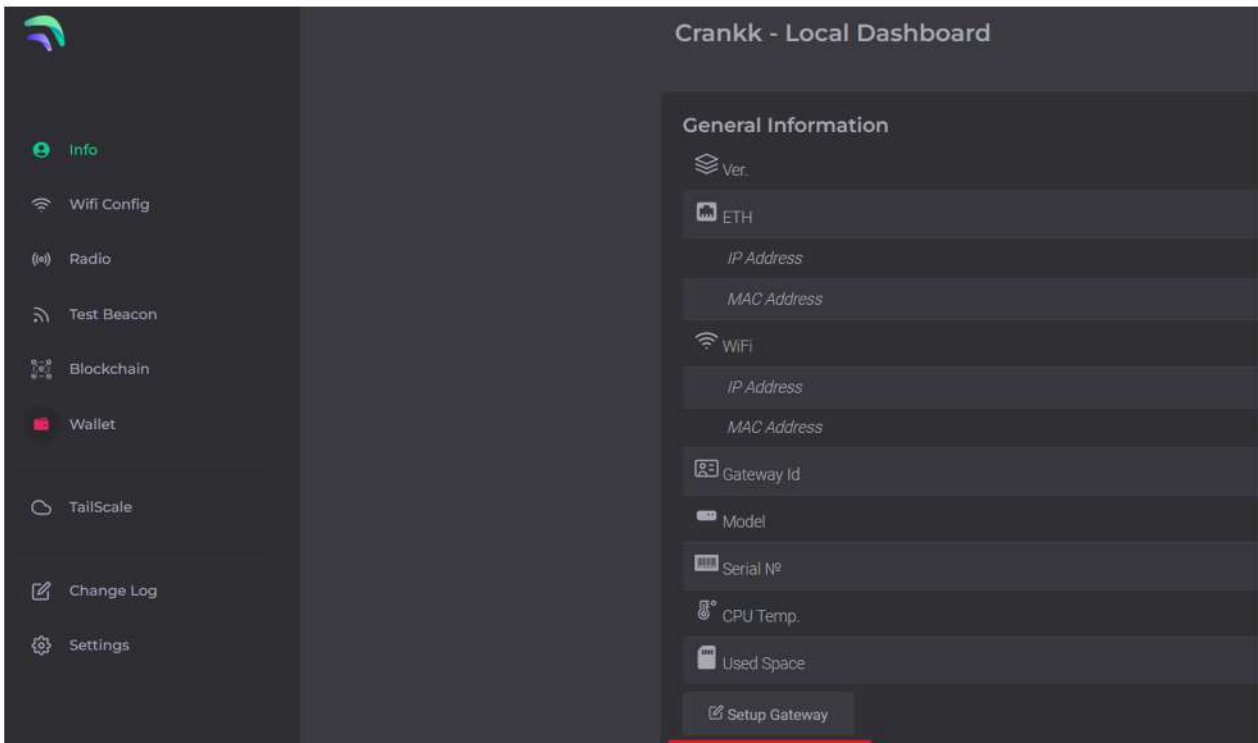 Crankk - Local Dashboard
Info
Wifi Config
Radio
Test Beacon
Blockchain
Wallet
TailScale
Change Log
Settings
General Information
Ver.
ETH
IP Address
MAC Address
WiFi
IP Address
MAC Address
Gateway Id
Model
Serial Nº
CPU Temp.
Used Space
Setup Gateway